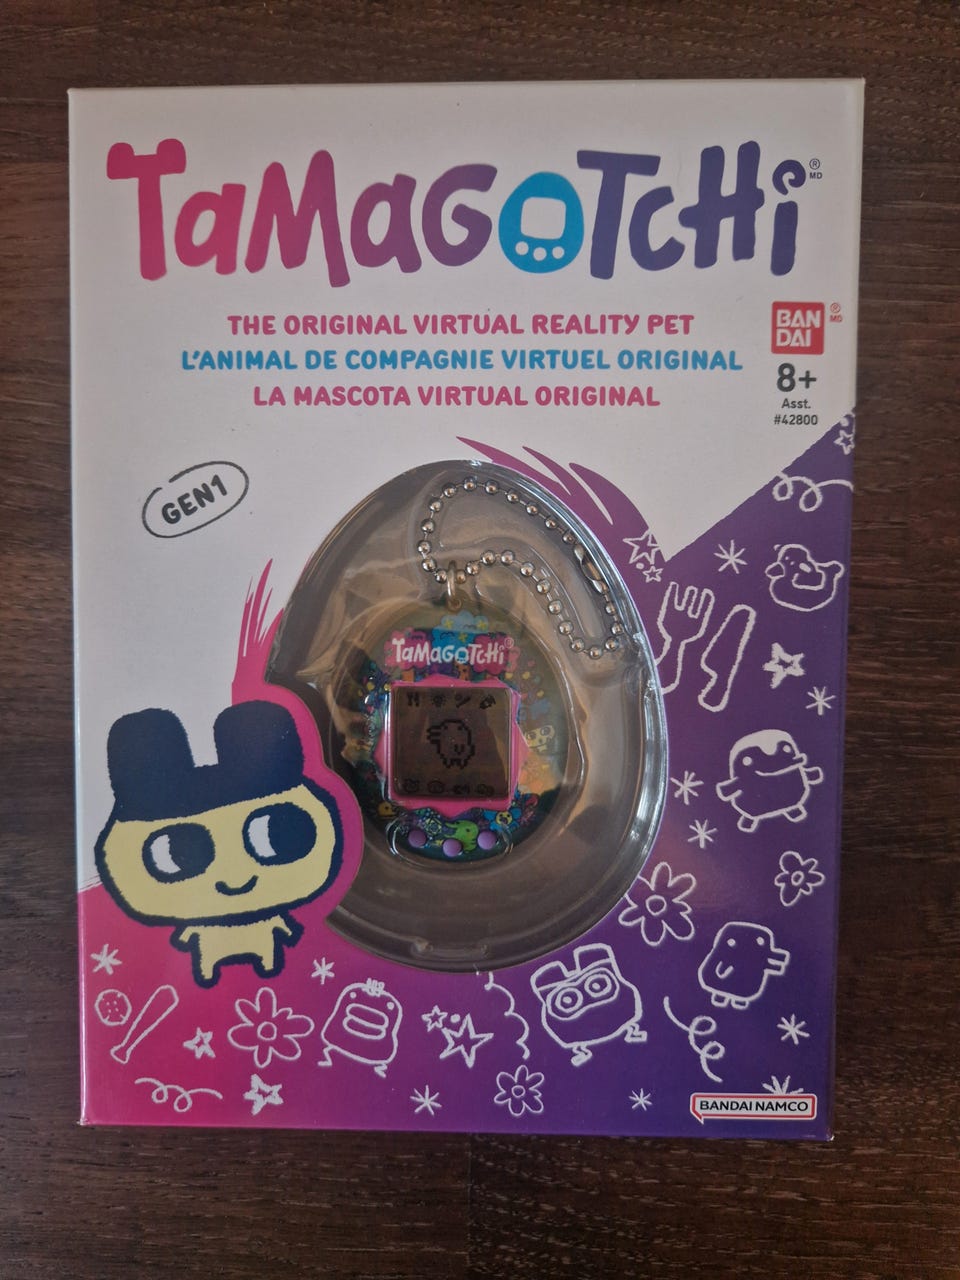 TAMAGOTCHI
® MD
THE ORIGINAL VIRTUAL REALITY PET
L'ANIMAL DE COMPAGNIE VIRTUEL ORIGINAL
LA MASCOTA VIRTUAL ORIGINAL
BAN
DAI
® MD
8+
Asst.
#42800
GEN1
TAMAGOTCHI ®
BANDAI NAMCO